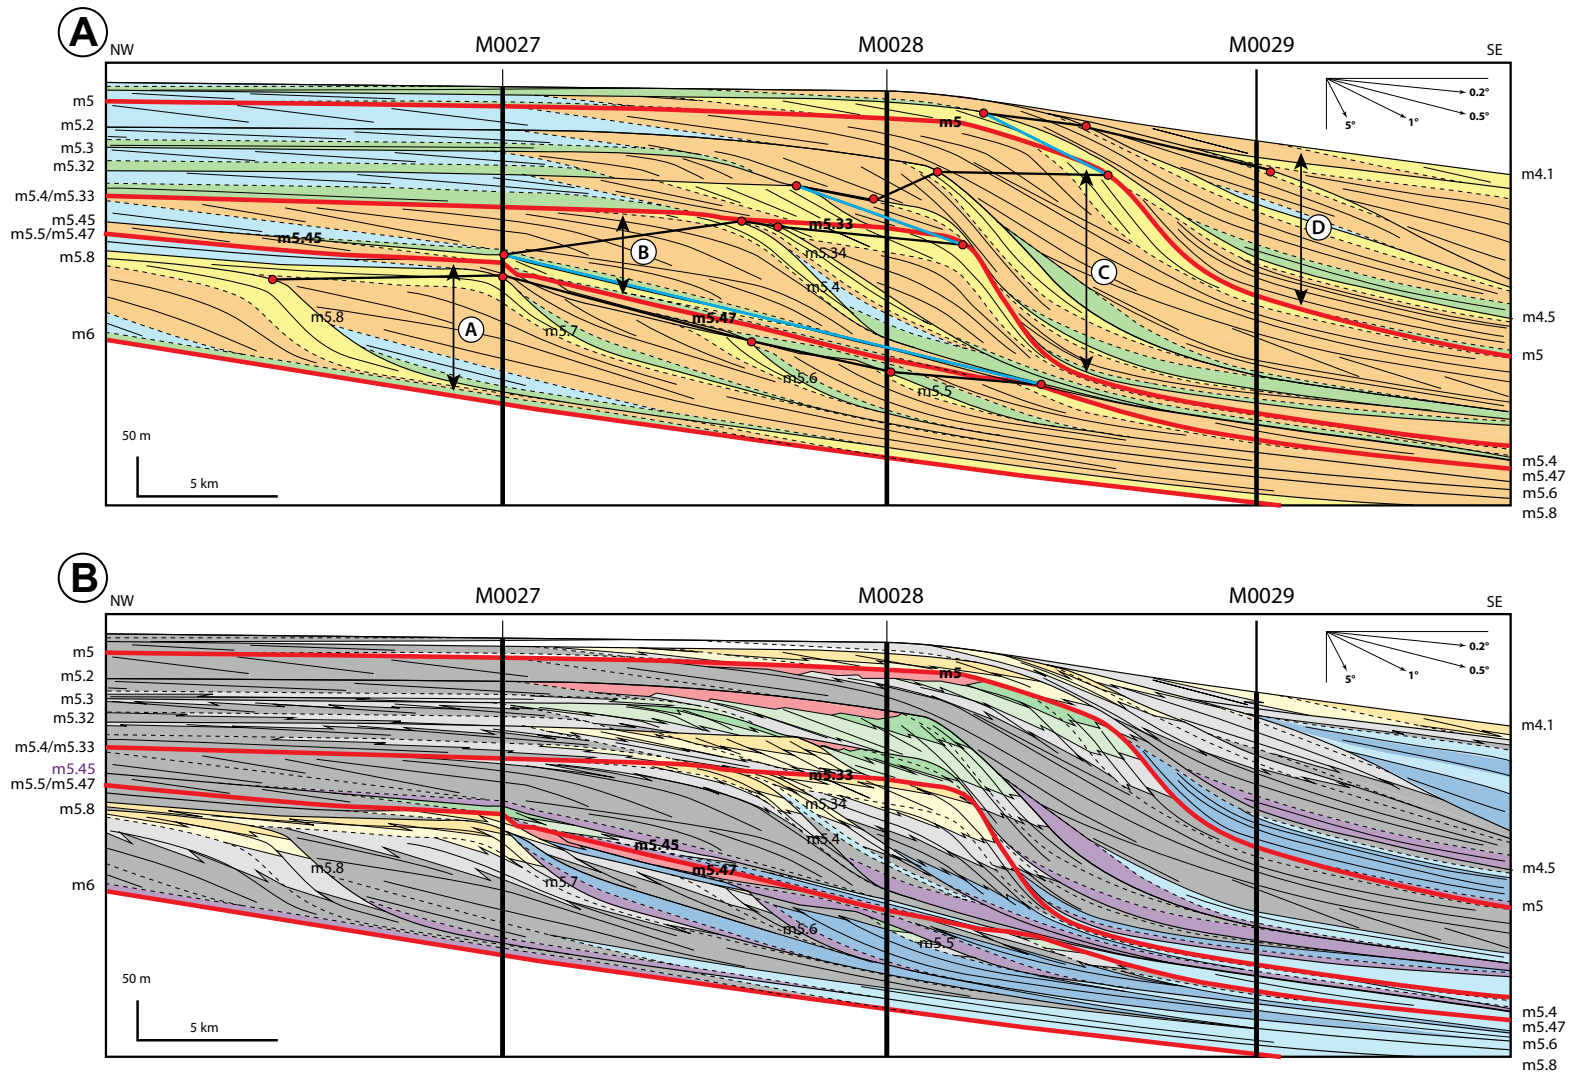 A
NW
M0027
M0028
M0029
SE
m5
m5.2
m5.3
m5.32
m5.4/m5.33
m5.45
m5.5/m5.47
m5.8
m6
m5
0.2°
0.5°
1°
5°
m4.1
m5.45
m5.33
m5.34
m5.4
B
C
D
A
m5.8
m5.47
m5.7
m5.6
m5.5
m4.5
m5
m5.4
m5.47
m5.6
m5.8
50 m
5 km
B
NW
M0027
M0028
M0029
SE
m5
m5.2
m5.3
m5.32
m5.4/m5.33
m5.45
m5.5/m5.47
m5.8
m6
m5
0.2°
0.5°
1°
5°
m4.1
m5.33
m5.34
m5.4
m5.45
m5.47
m5.8
m5.7
m5.6
m5.5
m4.5
m5
m5.4
m5.47
m5.6
m5.8
50 m
5 km